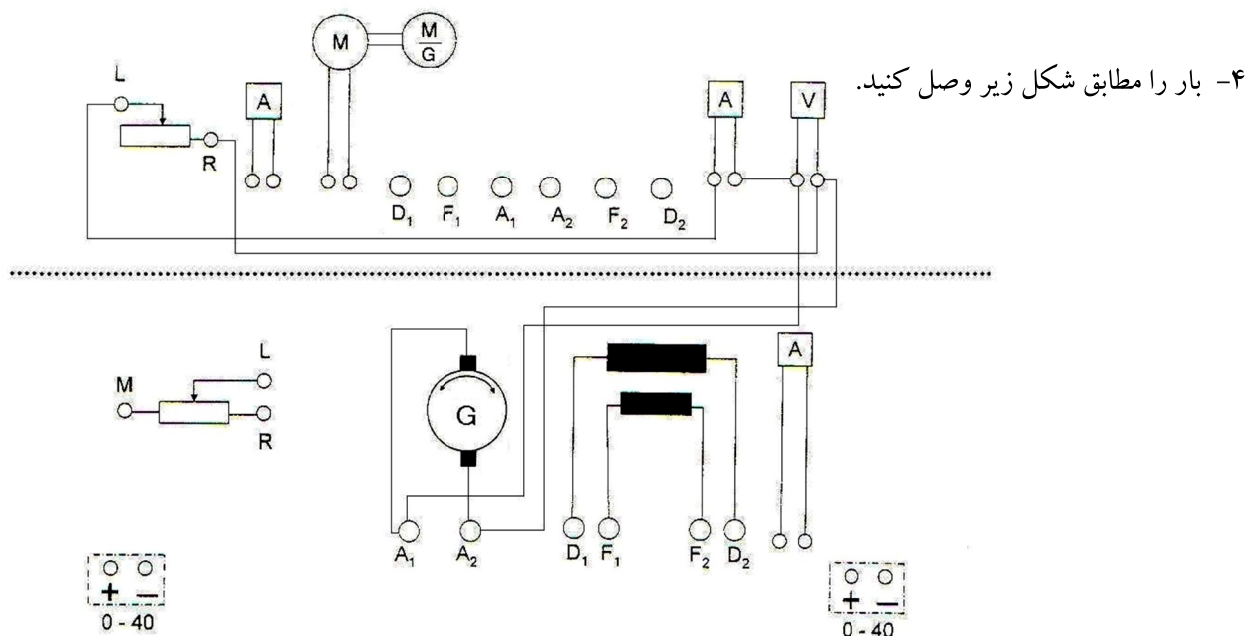 ۴- بار را مطابق شکل زیر وصل کنید.
M M/G
L A A V
R
D₁ F₁ A₁ A₂ F₂ D₂
L A
M G
R
A₁ A₂ D₁ F₁ F₂ D₂
+ − + −
0 - 40 0 - 40